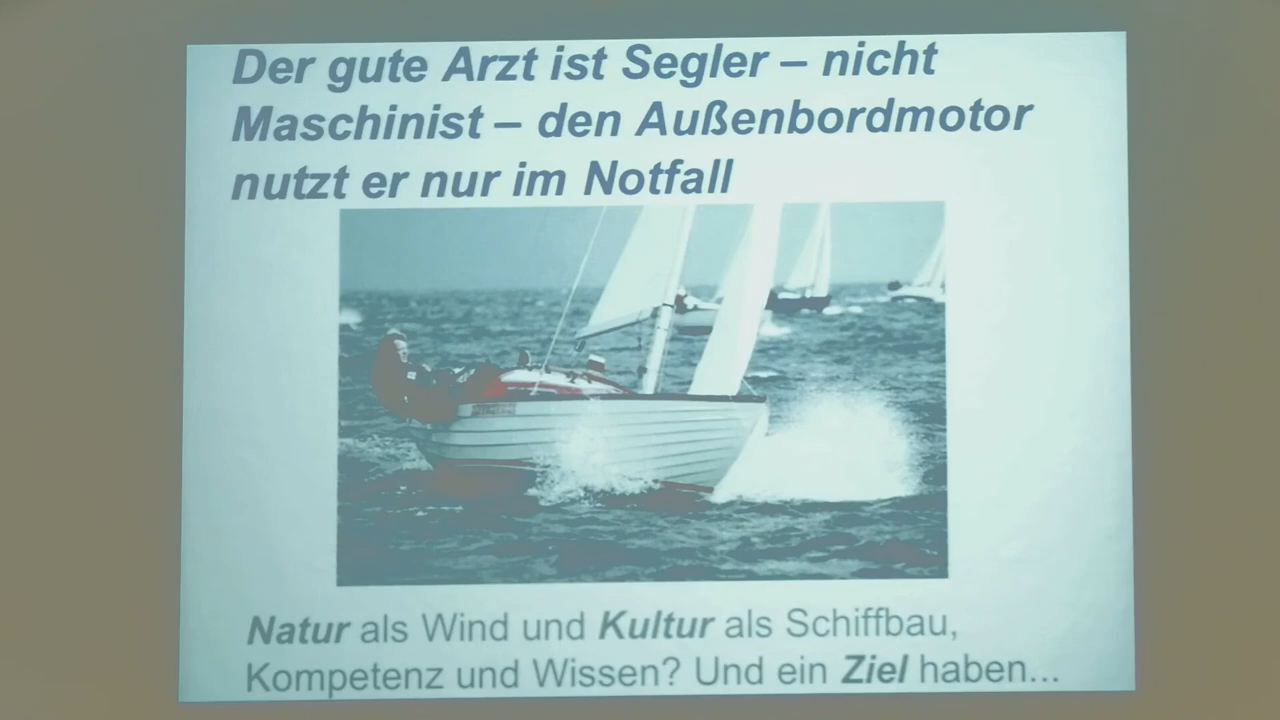 Der gute Arzt ist Segler – nicht
Maschinist – den Außenbordmotor
nutzt er nur im Notfall
Natur als Wind und Kultur als Schiffbau,
Kompetenz und Wissen? Und ein Ziel haben...